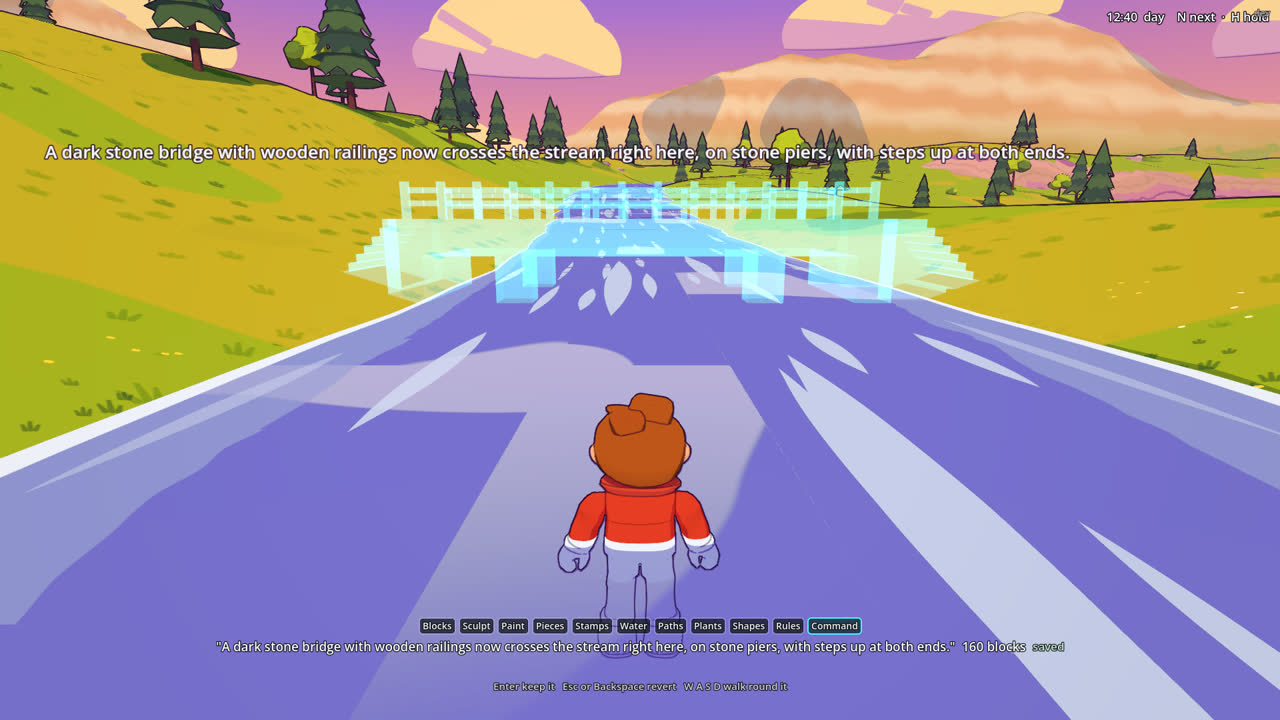 12:40 day N next · H hold
A dark stone bridge with wooden railings now crosses the stream right here, on stone piers, with steps up at both ends.
Blocks Sculpt Paint Pieces Stamps Water Paths Plants Shapes Rules Command
"A dark stone bridge with wooden railings now crosses the stream right here, on stone piers, with steps up at both ends." 160 blocks saved
Enter keep it Esc or Backspace revert W A S D walk round it